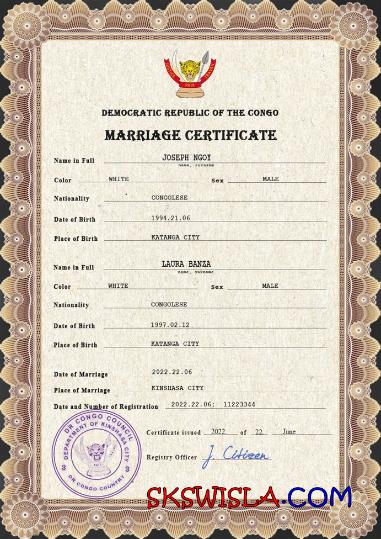 DEMOCRATIC REPUBLIC OF THE CONGO
MARRIAGE CERTIFICATE
Name in Full JOSEPH NGOY
NAME, SURNAME
Color WHITE Sex MALE
Nationality CONGOLESE
Date of Birth 1994.21.06
Place of Birth KATANGA CITY
Name in Full LAURA BANZA
NAME, SURNAME
Color WHITE Sex MALE
Nationality CONGOLESE
Date of Birth 1997.02.12
Place of Birth KATANGA CITY
Date of Marriage 2022.22.06
Place of Marriage KINSHASA CITY
Date and Number of Registration 2022.22.06; 11223344
Certificate issued 2022 of 22 June
Registry Officer J. Citizen
DR CONGO COUNCIL
DEPARTMENT OF KINSHASA CITY
DR CONGO COUNTRY
SKSWISLA.COM